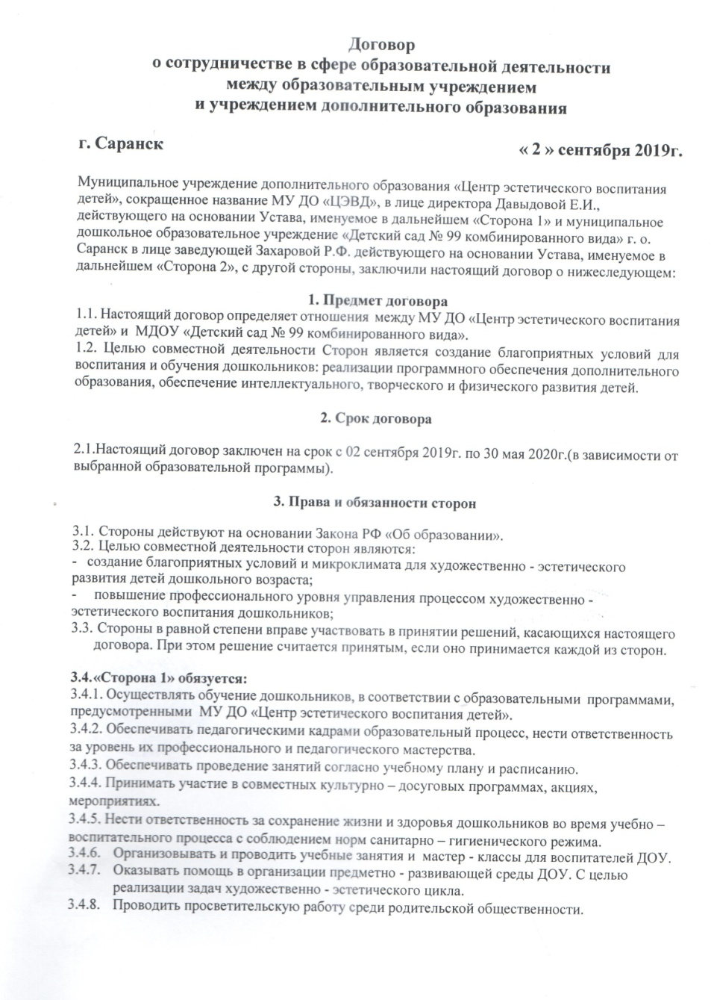 Договор
о сотрудничестве в сфере образовательной деятельности
между образовательным учреждением
и учреждением дополнительного образования
г. Саранск
« 2 » сентября 2019г.
Муниципальное учреждение дополнительного образования «Центр эстетического воспитания
детей», сокращенное название МУ ДО «ЦЭВД», в лице директора Давыдовой Е.И.,
действующего на основании Устава, именуемое в дальнейшем «Сторона 1» и муниципальное
дошкольное образовательное учреждение «Детский сад № 99 комбинированного вида» г. о.
Саранск в лице заведующей Захаровой Р.Ф. действующего на основании Устава, именуемое в
дальнейшем «Сторона 2», с другой стороны, заключили настоящий договор о нижеследующем:
1. Предмет договора
1.1. Настоящий договор определяет отношения между МУ ДО «Центр эстетического воспитания
детей» и МДОУ «Детский сад № 99 комбинированного вида».
1.2. Целью совместной деятельности Сторон является создание благоприятных условий для
воспитания и обучения дошкольников: реализации программного обеспечения дополнительного
образования, обеспечение интеллектуального, творческого и физического развития детей.
2. Срок договора
2.1.Настоящий договор заключен на срок с 02 сентября 2019г. по 30 мая 2020г.(в зависимости от
выбранной образовательной программы).
3. Права и обязанности сторон
3.1. Стороны действуют на основании Закона РФ «Об образовании».
3.2. Целью совместной деятельности сторон являются:
- создание благоприятных условий и микроклимата для художественно - эстетического
развития детей дошкольного возраста;
- повышение профессионального уровня управления процессом художественно -
эстетического воспитания дошкольников;
3.3. Стороны в равной степени вправе участвовать в принятии решений, касающихся настоящего
договора. При этом решение считается принятым, если оно принимается каждой из сторон.
3.4.«Сторона 1» обязуется:
3.4.1. Осуществлять обучение дошкольников, в соответствии с образовательными программами,
предусмотренными МУ ДО «Центр эстетического воспитания детей».
3.4.2. Обеспечивать педагогическими кадрами образовательный процесс, нести ответственность
за уровень их профессионального и педагогического мастерства.
3.4.3. Обеспечивать проведение занятий согласно учебному плану и расписанию.
3.4.4. Принимать участие в совместных культурно – досуговых программах, акциях,
мероприятиях.
3.4.5. Нести ответственность за сохранение жизни и здоровья дошкольников во время учебно –
воспитательного процесса с соблюдением норм санитарно – гигиенического режима.
3.4.6. Организовывать и проводить учебные занятия и мастер - классы для воспитателей ДОУ.
3.4.7. Оказывать помощь в организации предметно - развивающей среды ДОУ. С целью
реализации задач художественно - эстетического цикла.
3.4.8. Проводить просветительскую работу среди родительской общественности.